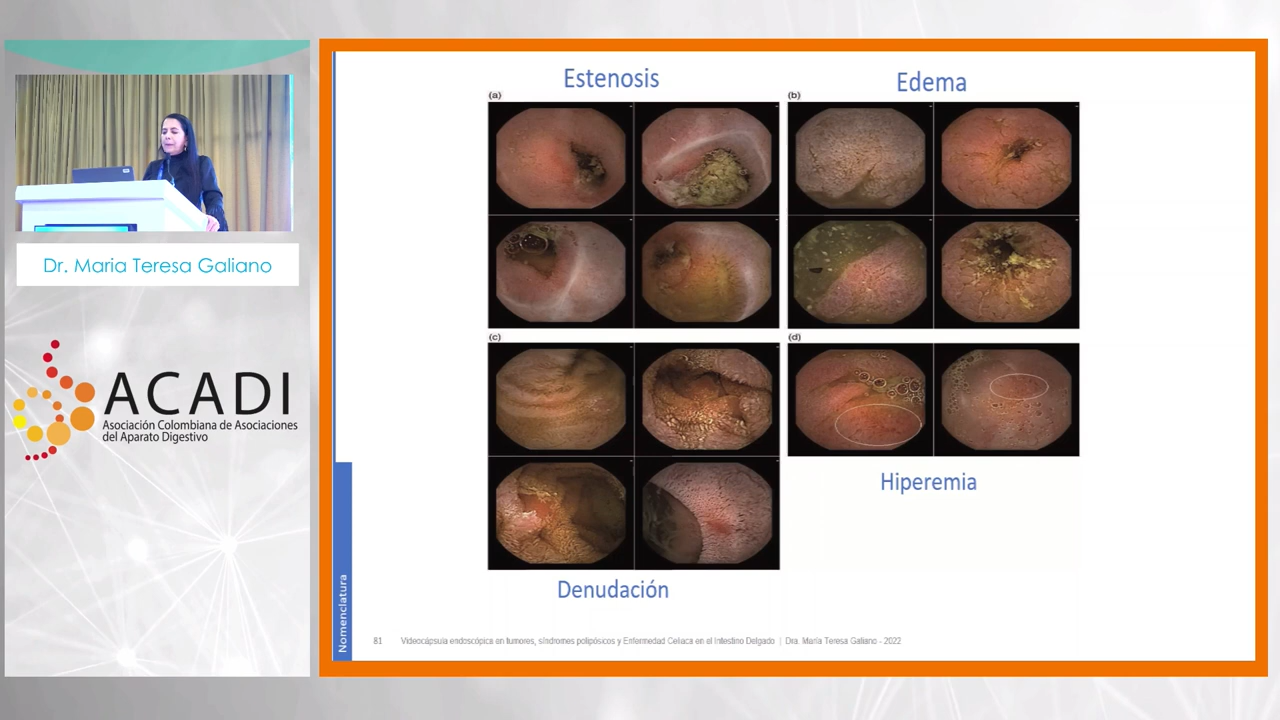 Dr. Maria Teresa Galiano
ACADI
Asociación Colombiana de Asociaciones
del Aparato Digestivo
Estenosis
(a)
Edema
(b)
(c)
Denudación
(d)
Hiperemia
Nomenclatura
81 Videocápsula endoscópica en tumores, síndromes polipósicos y Enfermedad Celiaca en el Intestino Delgado | Dra. María Teresa Galiano - 2022